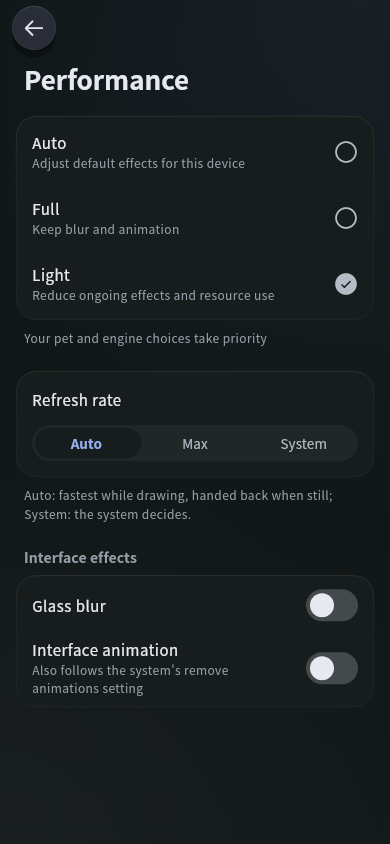 Performance
Auto
Adjust default effects for this device
Full
Keep blur and animation
Light
Reduce ongoing effects and resource use
Your pet and engine choices take priority
Refresh rate
Auto Max System
Auto: fastest while drawing, handed back when still;
System: the system decides.
Interface effects
Glass blur
Interface animation
Also follows the system's remove
animations setting